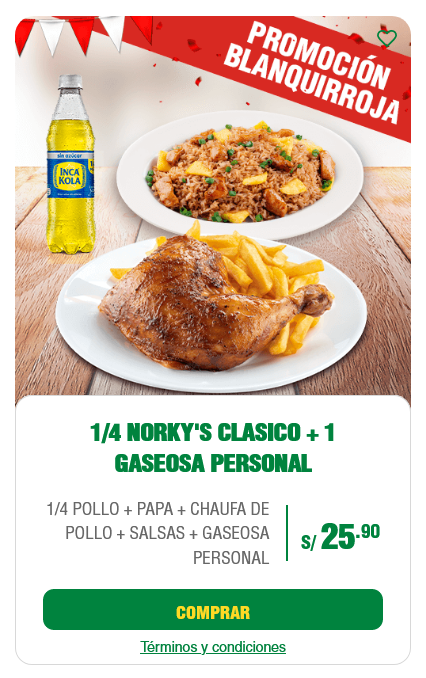 PROMOCIÓN
BLANQUIRROJA
sin azúcar
INCA
KOLA
1/4 NORKY'S CLASICO + 1
GASEOSA PERSONAL
1/4 POLLO + PAPA + CHAUFA DE
POLLO + SALSAS + GASEOSA
PERSONAL
S/ 25.90
COMPRAR
Términos y condiciones